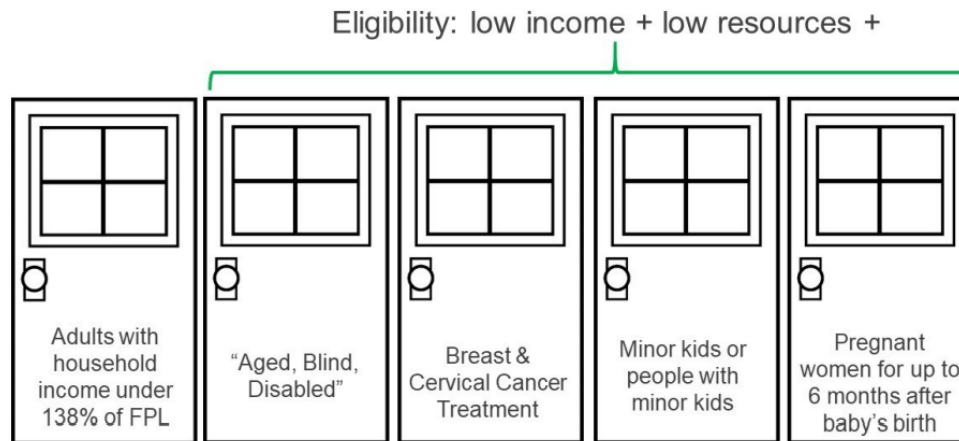 Eligibility: low income + low resources +
Adults with
household
income under
138% of FPL
“Aged, Blind,
Disabled”
Breast &
Cervical Cancer
Treatment
Minor kids or
people with
minor kids
Pregnant
women for up to
6 months after
baby’s birth